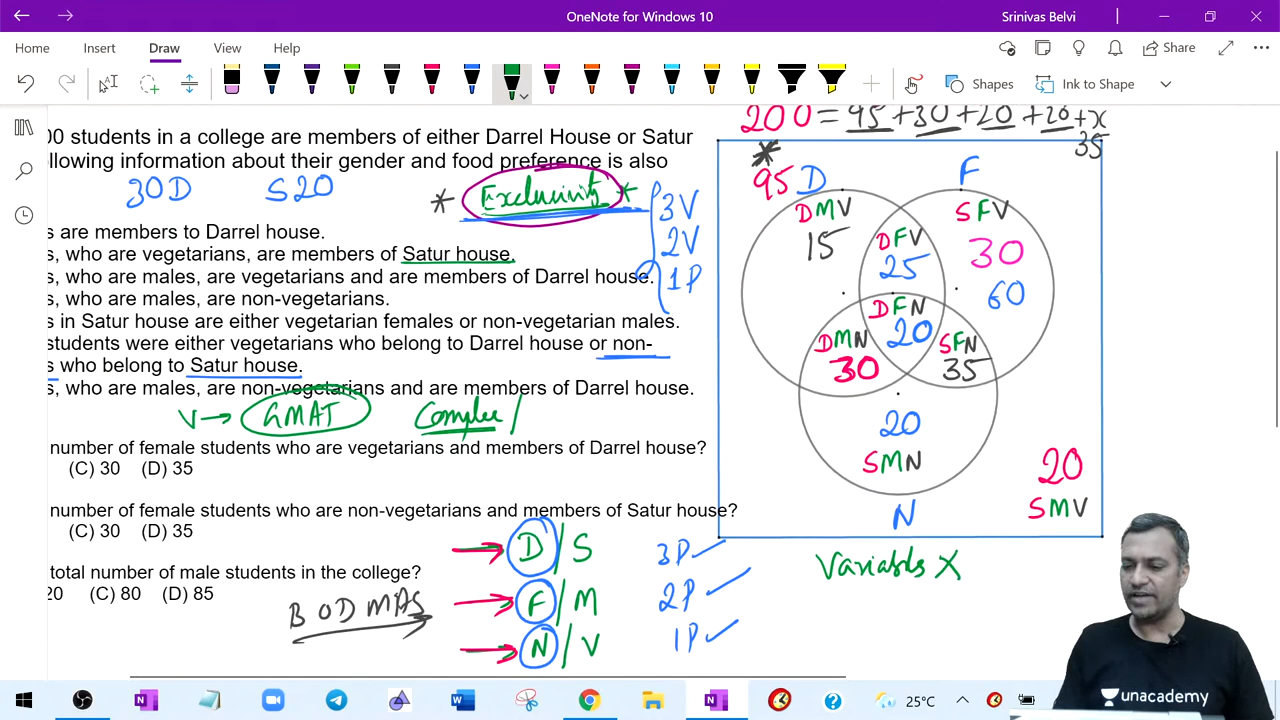 OneNote for Windows 10
Srinivas Belvi
Home Insert Draw View Help
Share
Shapes
Ink to Shape
200 = 95 + 30 + 20 + 20 + x
35
00 students in a college are members of either Darrel House or Satur
llowing information about their gender and food preference is also
30D S20
* Exclusivity *
3V
2V
1P
s are members to Darrel house.
s, who are vegetarians, are members of Satur house.
s, who are males, are vegetarians and are members of Darrel house.
s, who are males, are non-vegetarians.
s in Satur house are either vegetarian females or non-vegetarian males.
students were either vegetarians who belong to Darrel house or non-
s who belong to Satur house.
s, who are males, are non-vegetarians and are members of Darrel house.
V → GMAT
number of female students who are vegetarians and members of Darrel house?
(C) 30 (D) 35
number of female students who are non-vegetarians and members of Satur house?
(C) 30 (D) 35
total number of male students in the college?
20 (C) 80 (D) 85
BODMAS
D/S
F/M
N/V
3P ✓
2P ✓
1P ✓
*
95 D
F
DMV
15
DFV
25
SFV
30
60
DFN
20
DMN
30
SFN
35
20
SMN
N
20
SMV
Variables X
unacademy
25°C